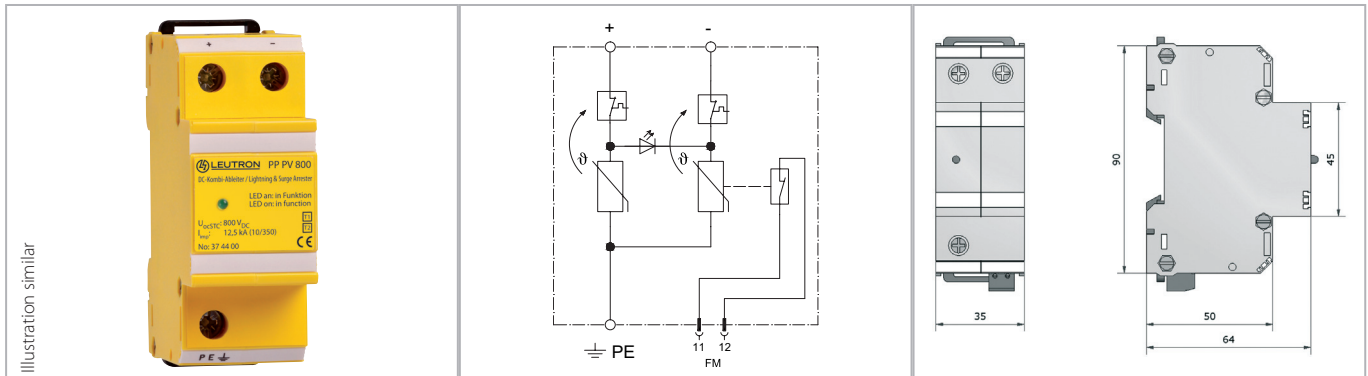 Illustration similar
+ -
LEUTRON PP PV 800
DC-Kombi-Ableiter / Lightning & Surge Arrester
LED an: in Funktion
LED on: in function
T1
T2
UocSTC: 800 VDC
Iimp: 12,5 kA (10/350)
No: 37 44 00
CE
PE
+ -
ϑ ϑ
PE
11 12
FM
35
90
45
50
64